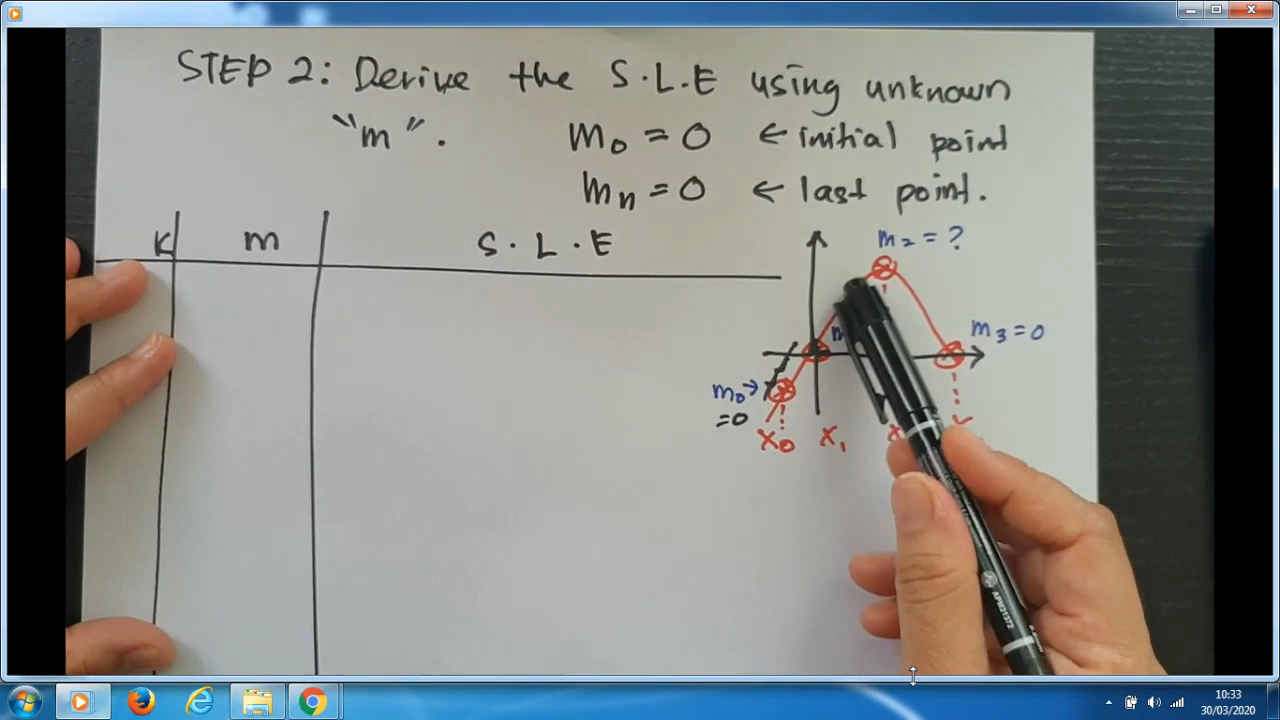 STEP 2: Derive the S.L.E using unknown
"m". m₀ = 0 ← initial point
mₙ = 0 ← last point.
K m S.L.E
m₂ = ?
m₃ = 0
m₀ →
= 0
x₀ x₁
10:33
30/03/2020